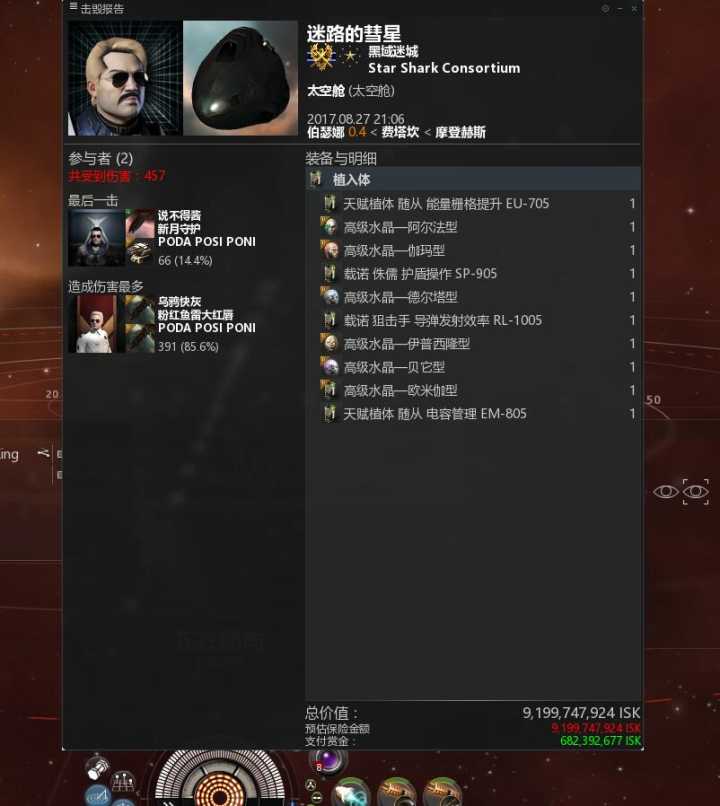 击毁报告
迷路的彗星
黑域迷城
Star Shark Consortium
太空舱 (太空舱)
2017.08.27 21:06
伯瑟娜 0.4 < 费塔坎 < 摩登赫斯
参与者 (2)
共受到伤害：457
最后一击
说不得酱
新月守护
PODA POSI PONI
66 (14.4%)
造成伤害最多
乌鸦快灰
粉红鱼雷大红唇
PODA POSI PONI
391 (85.6%)
装备与明细
植入体
天赋植体 随从 能量栅格提升 EU-705 1
高级水晶—阿尔法型 1
高级水晶—伽玛型 1
载诺 侏儒 护盾操作 SP-905 1
高级水晶—德尔塔型 1
载诺 狙击手 导弹发射效率 RL-1005 1
高级水晶—伊普西隆型 1
高级水晶—贝它型 1
高级水晶—欧米伽型 1
天赋植体 随从 电容管理 EM-805 1
总价值： 9,199,747,924 ISK
预估保险金额 9,199,747,924 ISK
支付赏金： 682,392,677 ISK
20
50
ing
8